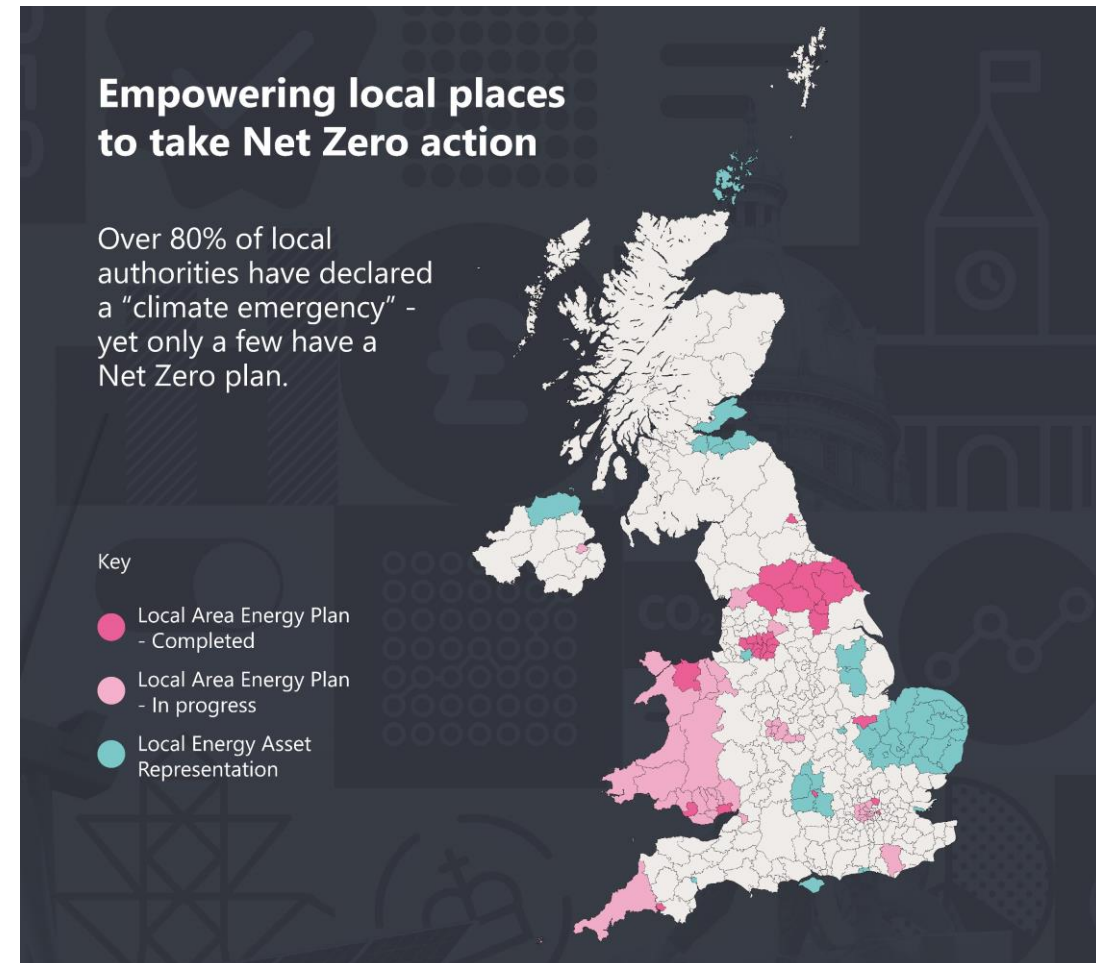 Empowering local places
to take Net Zero action
Over 80% of local
authorities have declared
a “climate emergency” -
yet only a few have a
Net Zero plan.
Key
Local Area Energy Plan
- Completed
Local Area Energy Plan
- In progress
Local Energy Asset
Representation
CO2